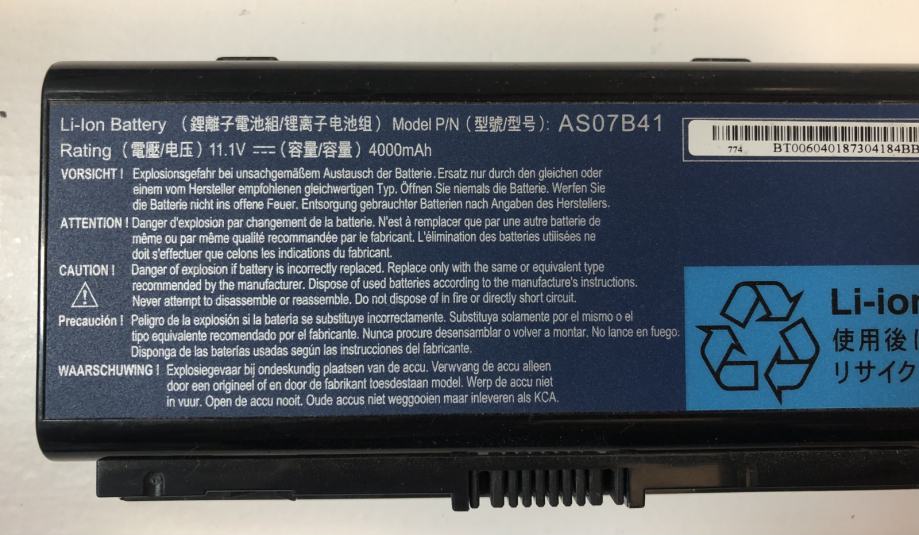 Li-Ion Battery （鋰離子電池組/锂离子电池组) Model P/N (型號/型号): AS07B41
Rating (電壓/电压) 11.1V ⎓ (容量/容量) 4000mAh
774 BT006040187304184BB
VORSICHT ! Explosionsgefahr bei unsachgemäßem Austausch der Batterie. Ersatz nur durch den gleichen oder
einem vom Hersteller empfohlenen gleichwertigen Typ. Öffnen Sie niemals die Batterie. Werfen Sie
die Batterie nicht ins offene Feuer. Entsorgung gebrauchter Batterien nach Angaben des Herstellers.
ATTENTION ! Danger d'explosion par changement de la batterie. N'est à remplacer que par une autre batterie de
même ou par même qualité recommandée par le fabricant. L'élimination des batteries utilisées ne
doit s'effectuer que celons les indications du fabricant.
CAUTION ! Danger of explosion if battery is incorrectly replaced. Replace only with the same or equivalent type
recommended by the manufacturer. Dispose of used batteries according to the manufacture's instructions.
Never attempt to disassemble or reassemble. Do not dispose of in fire or directly short circuit.
Precaución ! Peligro de la explosión si la batería se substituye incorrectamente. Substituya solamente por el mismo o el
tipo equivalente recomendado por el fabricante. Nunca procure desensamblar o volver a montar. No lance en fuego.
Disponga de las baterías usadas según las instrucciones del fabricante.
WAARSCHUWING ! Explosiegevaar bij ondeskundig plaatsen van de accu. Vervwang de accu alleen
door een origineel of en door de fabrikant toesdestaan model. Werp de accu niet
in vuur. Open de accu nooit. Oude accus niet weggooien maar inleveren als KCA.
Li-ion
使用後に
リサイク